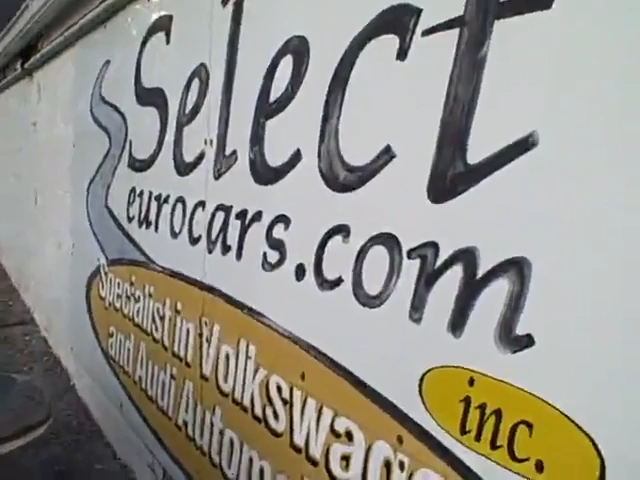 Select
eurocars.com
inc.
Specialist in Volkswagen
and Audi